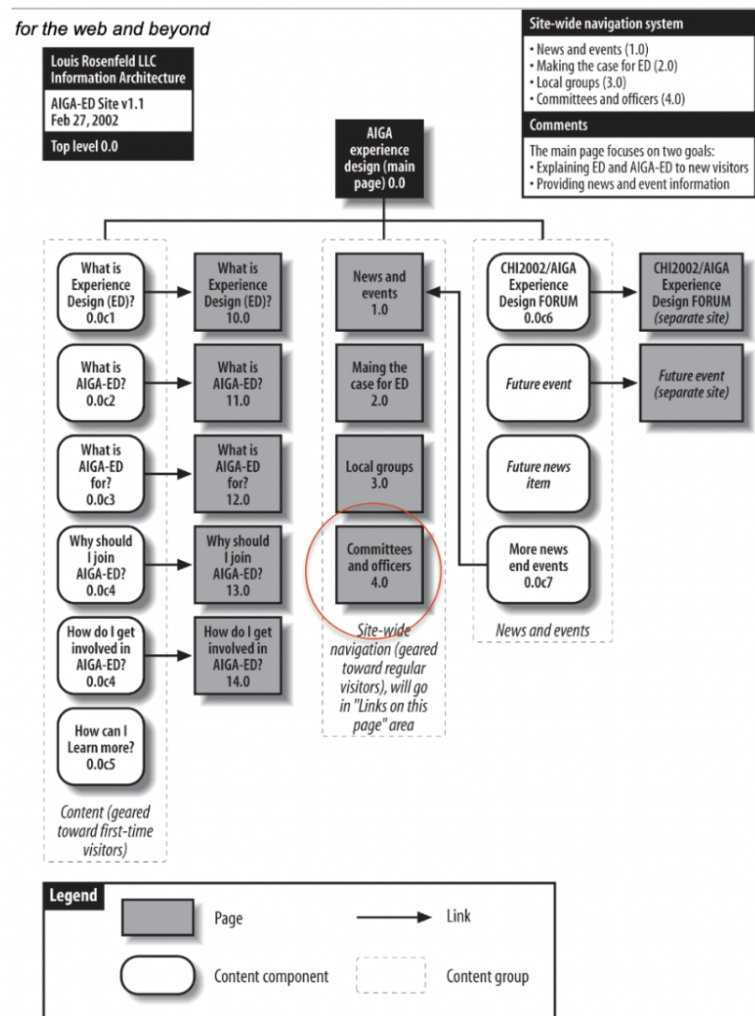 for the web and beyond
Louis Rosenfeld LLC
Information Architecture
AIGA-ED Site v1.1
Feb 27, 2002
Top level 0.0
Site-wide navigation system
• News and events (1.0)
• Making the case for ED (2.0)
• Local groups (3.0)
• Committees and officers (4.0)
Comments
The main page focuses on two goals:
• Explaining ED and AIGA-ED to new visitors
• Providing news and event information
AIGA
experience
design (main
page) 0.0
What is
Experience
Design (ED)?
0.0c1
What is
AIGA-ED?
0.0c2
What is
AIGA-ED
for?
0.0c3
Why should
I join
AIGA-ED?
0.0c4
How do I get
involved in
AIGA-ED?
0.0c4
How can I
Learn more?
0.0c5
Content (geared
toward first-time
visitors)
What is
Experience
Design (ED)?
10.0
What is
AIGA-ED?
11.0
What is
AIGA-ED
for?
12.0
Why should
I join
AIGA-ED?
13.0
How do I get
involved in
AIGA-ED?
14.0
News and
events
1.0
Maing the
case for ED
2.0
Local groups
3.0
Committees
and officers
4.0
Site-wide
navigation (geared
toward regular
visitors), will go
in "Links on this
page" area
CHI2002/AIGA
Experience
Design FORUM
0.0c6
Future event
Future news
item
More news
end events
0.0c7
News and events
CHI2002/AIGA
Experience
Design FORUM
(separate site)
Future event
(separate site)
Legend
Page
Link
Content component
Content group